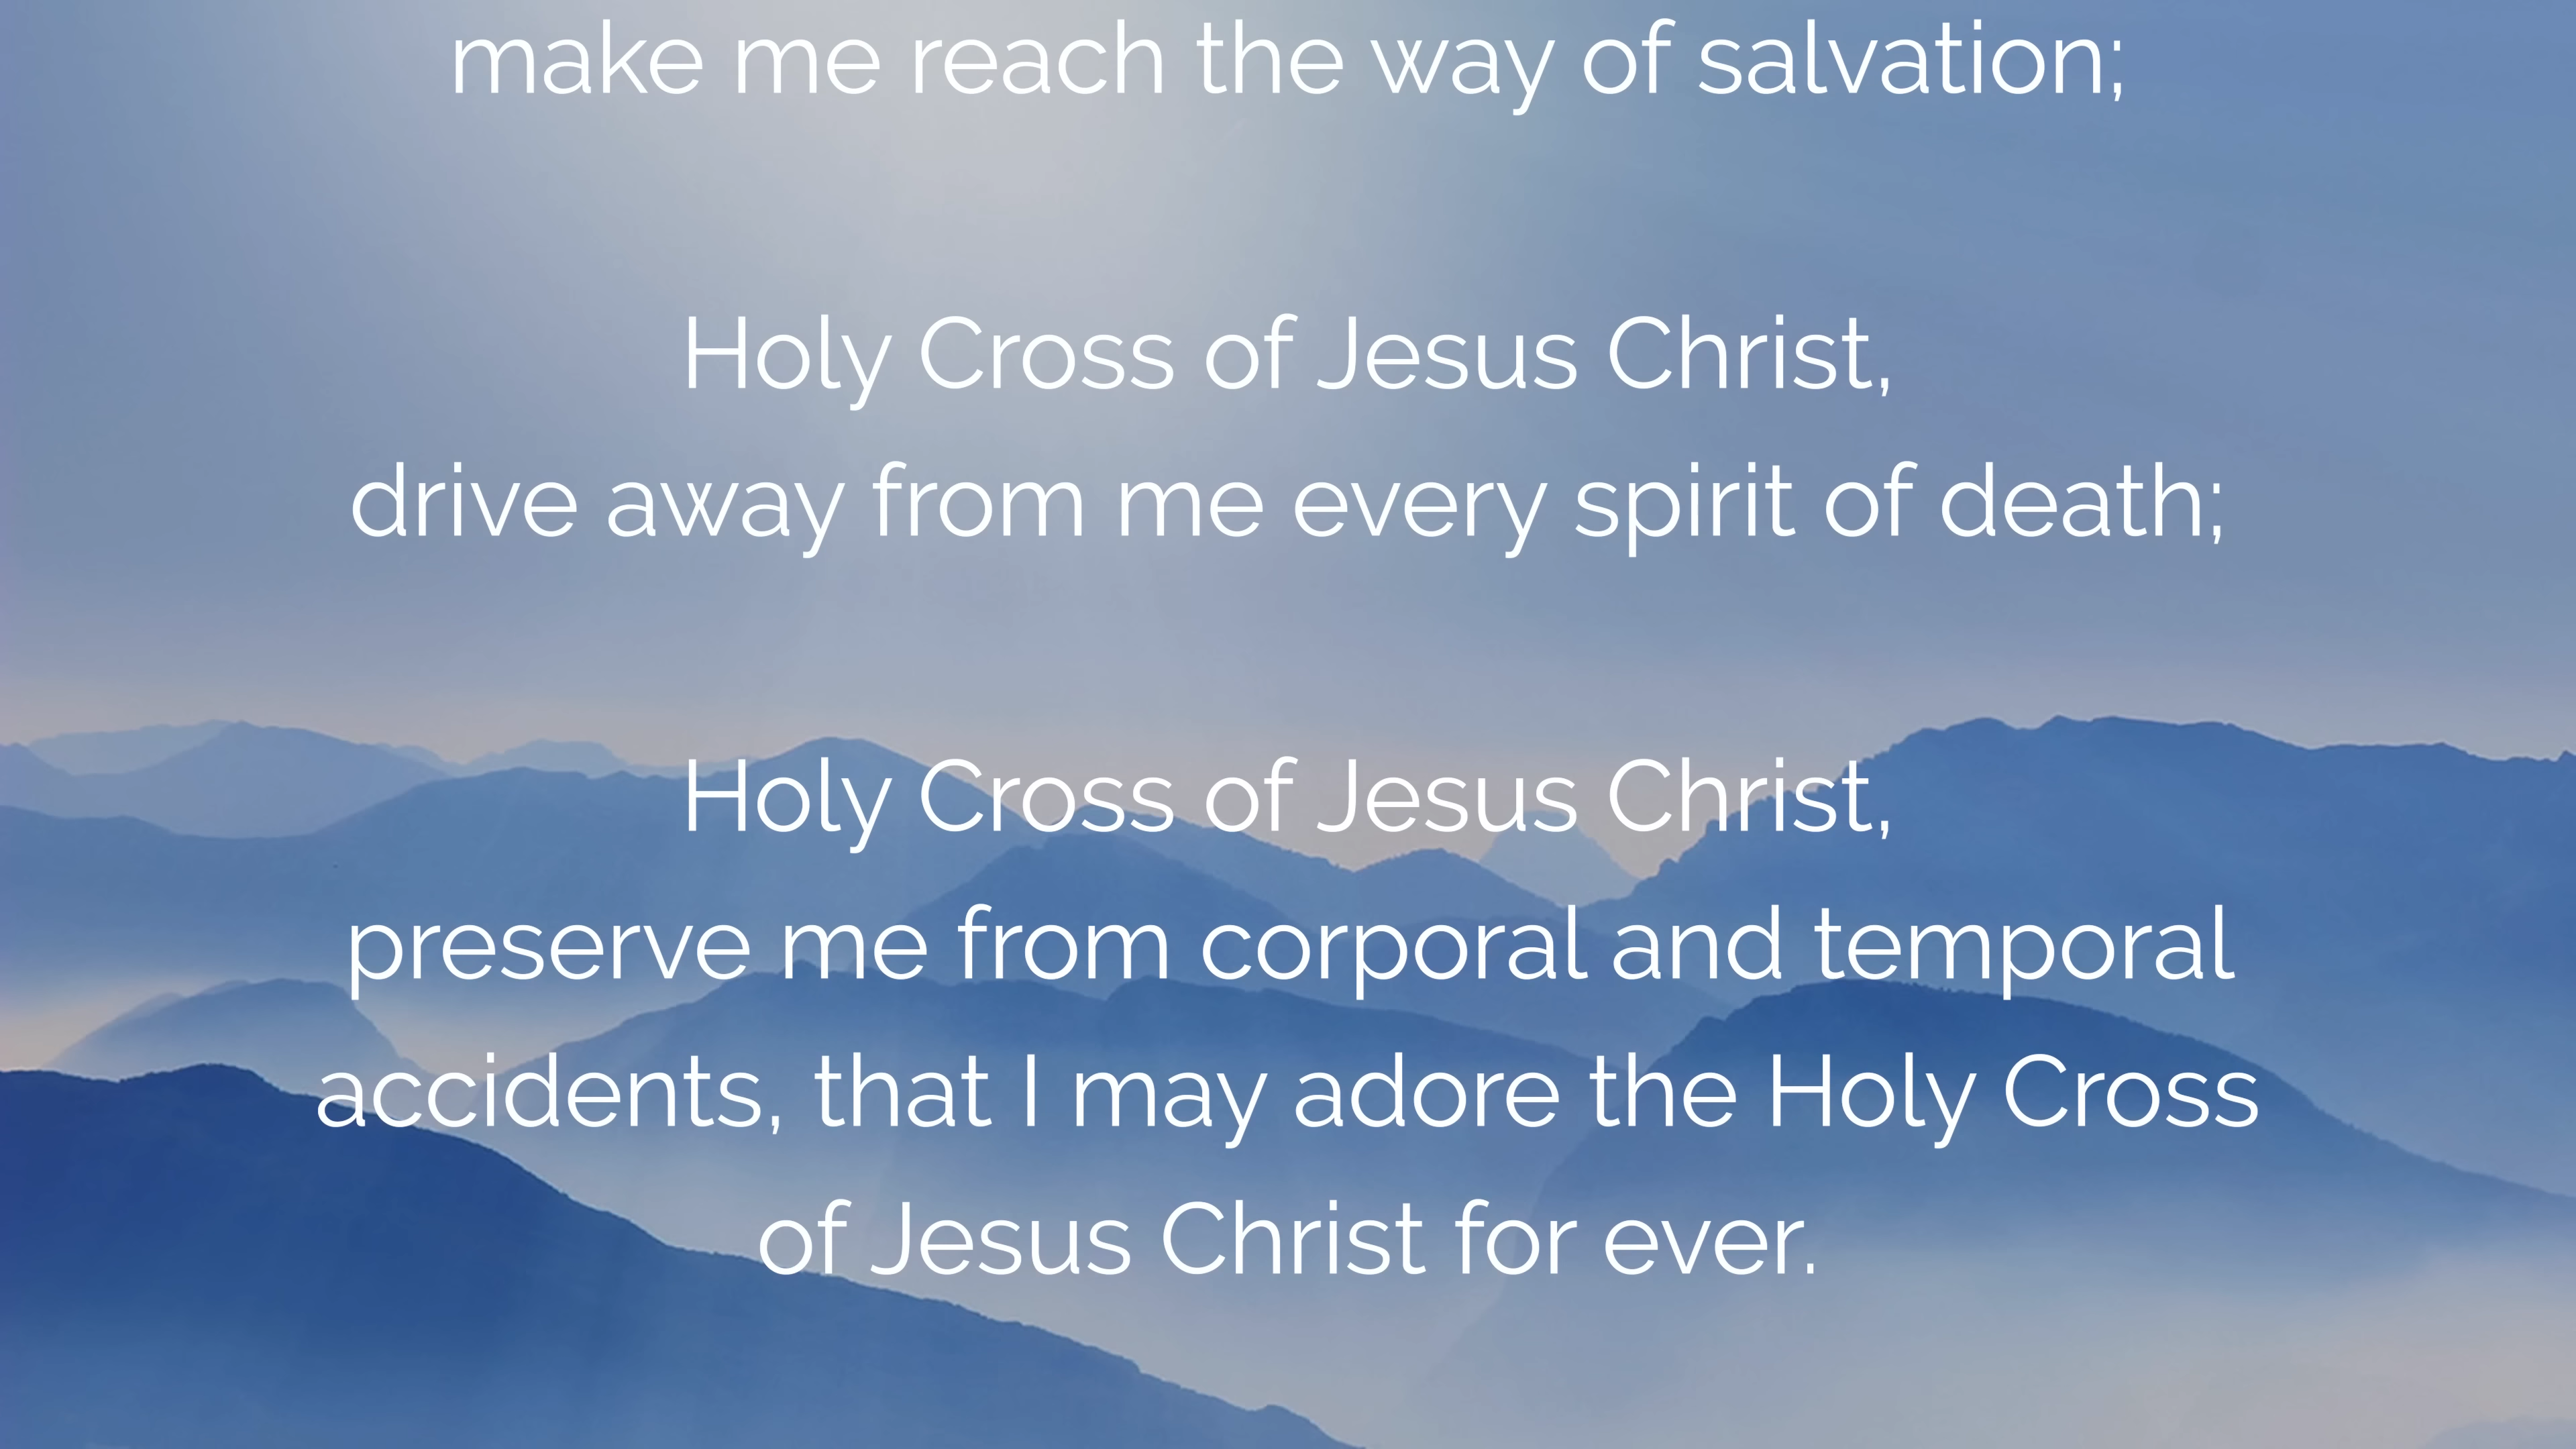 make me reach the way of salvation;
Holy Cross of Jesus Christ,
drive away from me every spirit of death;
Holy Cross of Jesus Christ,
preserve me from corporal and temporal
accidents, that I may adore the Holy Cross
of Jesus Christ for ever.